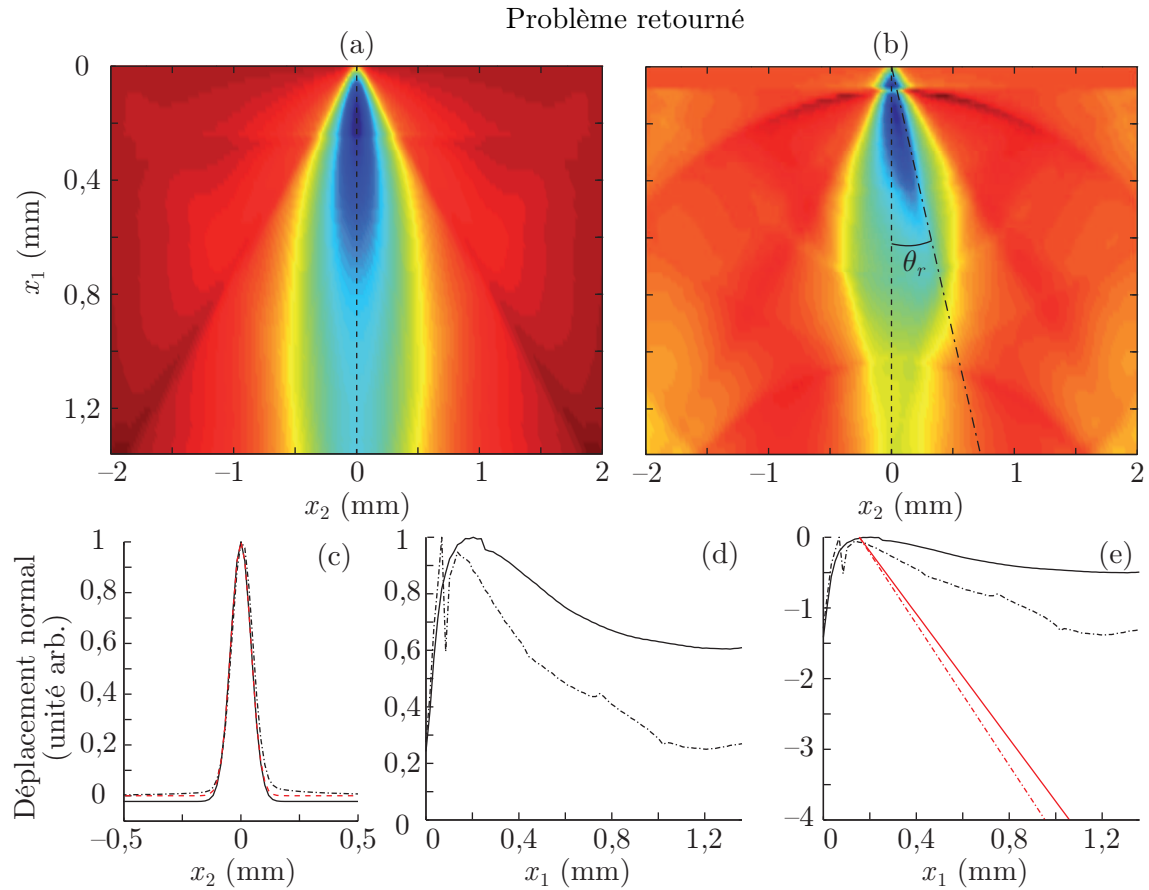 Problème retourné
(a)
(b)
0
0,4
0,8
1,2
x₁ (mm)
−2
−1
0
1
2
x₂ (mm)
θᵣ
−2
−1
0
1
2
x₂ (mm)
Déplacement normal
(unité arb.)
(c)
1
0,8
0,6
0,4
0,2
0
−0,5
0
0,5
x₂ (mm)
(d)
1
0,8
0,6
0,4
0,2
0
0
0,4
0,8
1,2
x₁ (mm)
(e)
0
−1
−2
−3
−4
0
0,4
0,8
1,2
x₁ (mm)